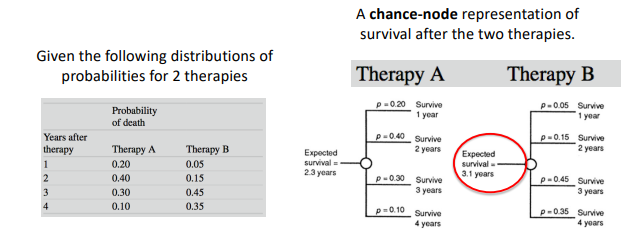 Given the following distributions of
probabilities for 2 therapies
Probability
of death
Years after
therapy Therapy A Therapy B
1 0.20 0.05
2 0.40 0.15
3 0.30 0.45
4 0.10 0.35
A chance-node representation of
survival after the two therapies.
Therapy A Therapy B
Expected
survival =
2.3 years
p = 0.20 Survive
1 year
p = 0.40 Survive
2 years
p = 0.30 Survive
3 years
p = 0.10 Survive
4 years
Expected
survival =
3.1 years
p = 0.05 Survive
1 year
p = 0.15 Survive
2 years
p = 0.45 Survive
3 years
p = 0.35 Survive
4 years